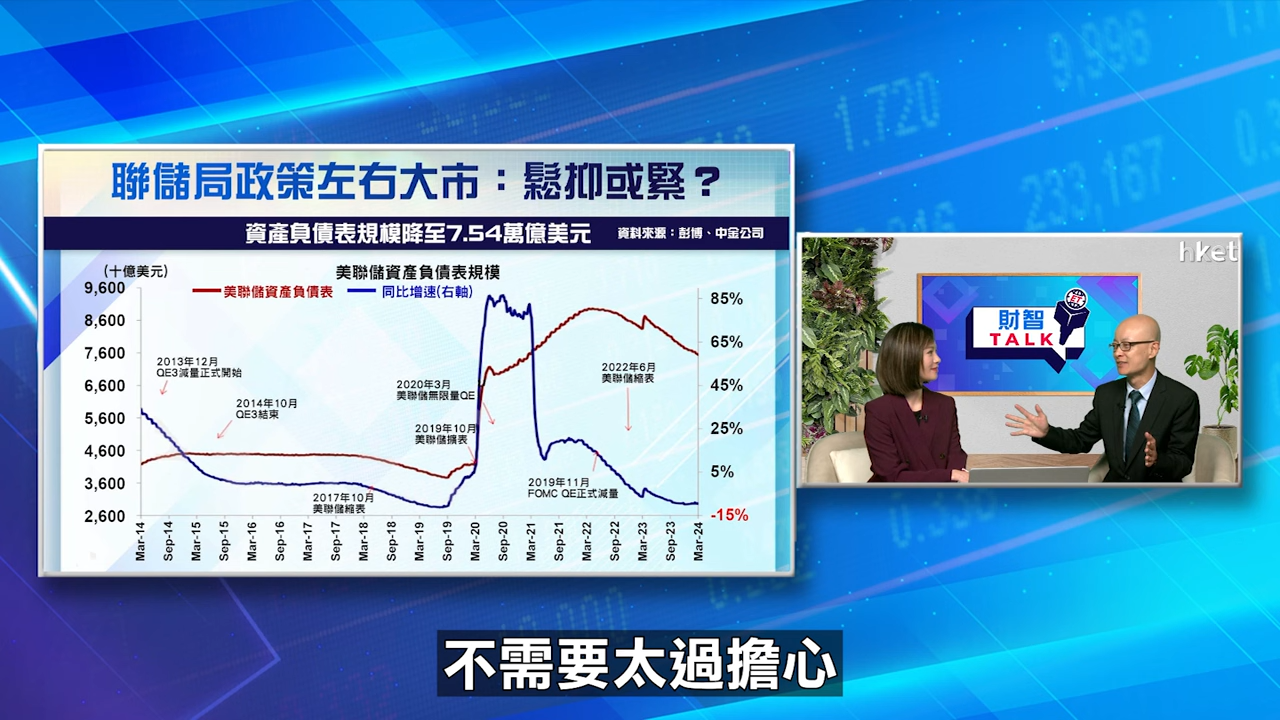 聯儲局政策左右大市：鬆抑或緊？
資產負債表規模降至7.54萬億美元
資料來源：彭博、中金公司
(十億美元)
美聯儲資產負債表規模
美聯儲資產負債表
同比增速(右軸)
9,600
8,600
7,600
6,600
5,600
4,600
3,600
2,600
85%
65%
45%
25%
5%
-15%
2013年12月
QE3減量正式開始
2014年10月
QE3結束
2017年10月
美聯儲縮表
2020年3月
美聯儲無限量QE
2019年10月
美聯儲擴表
2022年6月
美聯儲縮表
2019年11月
FOMC QE正式減量
Mar-14
Sep-14
Mar-15
Sep-15
Mar-16
Sep-16
Mar-17
Sep-17
Mar-18
Sep-18
Mar-19
Sep-19
Mar-20
Sep-20
Mar-21
Sep-21
Mar-22
Sep-22
Mar-23
Sep-23
Mar-24
hket
ET
財智
TALK
1.720
9,996
233,167
不需要太過擔心